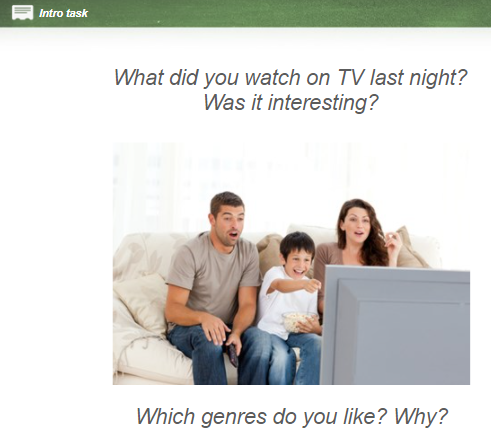 Intro task
What did you watch on TV last night?
Was it interesting?
Which genres do you like? Why?